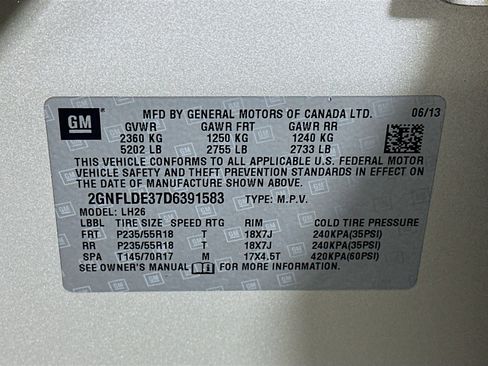 GM
MFD BY GENERAL MOTORS OF CANADA LTD. 06/13
GVWR GAWR FRT GAWR RR
2360 KG 1250 KG 1240 KG
5202 LB 2755 LB 2733 LB
THIS VEHICLE CONFORMS TO ALL APPLICABLE U.S. FEDERAL MOTOR
VEHICLE SAFETY AND THEFT PREVENTION STANDARDS IN EFFECT ON
THE DATE OF MANUFACTURE SHOWN ABOVE.
2GNFLDE37D6391583 TYPE: M.P.V.
MODEL: LH26
LBBL TIRE SIZE SPEED RTG RIM COLD TIRE PRESSURE
FRT P235/55R18 T 18X7J 240KPA(35PSI)
RR P235/55R18 T 18X7J 240KPA(35PSI)
SPA T145/70R17 M 17X4.5T 420KPA(60PSI)
SEE OWNER'S MANUAL FOR MORE INFORMATION.